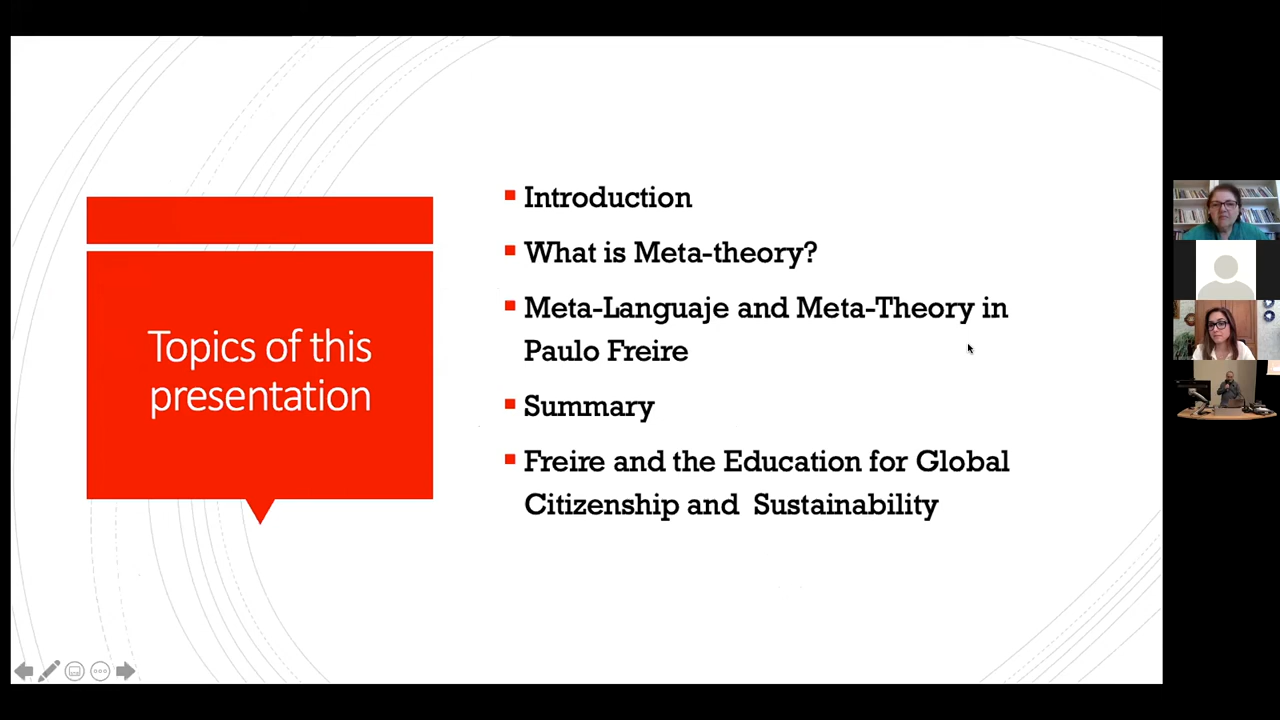 Topics of this
presentation
Introduction
What is Meta-theory?
Meta-Languaje and Meta-Theory in
Paulo Freire
Summary
Freire and the Education for Global
Citizenship and Sustainability